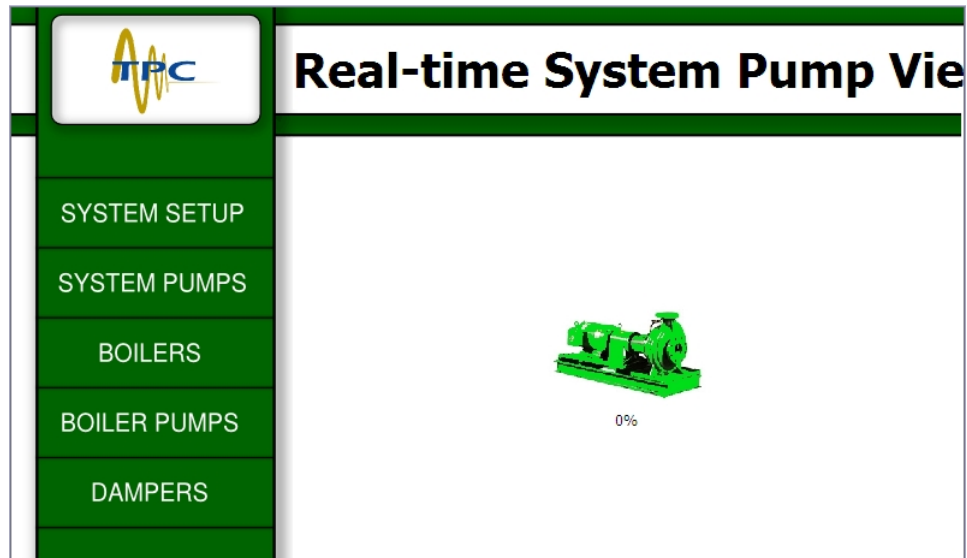 TPC
Real-time System Pump Vie
SYSTEM SETUP
SYSTEM PUMPS
BOILERS
BOILER PUMPS
DAMPERS
0%